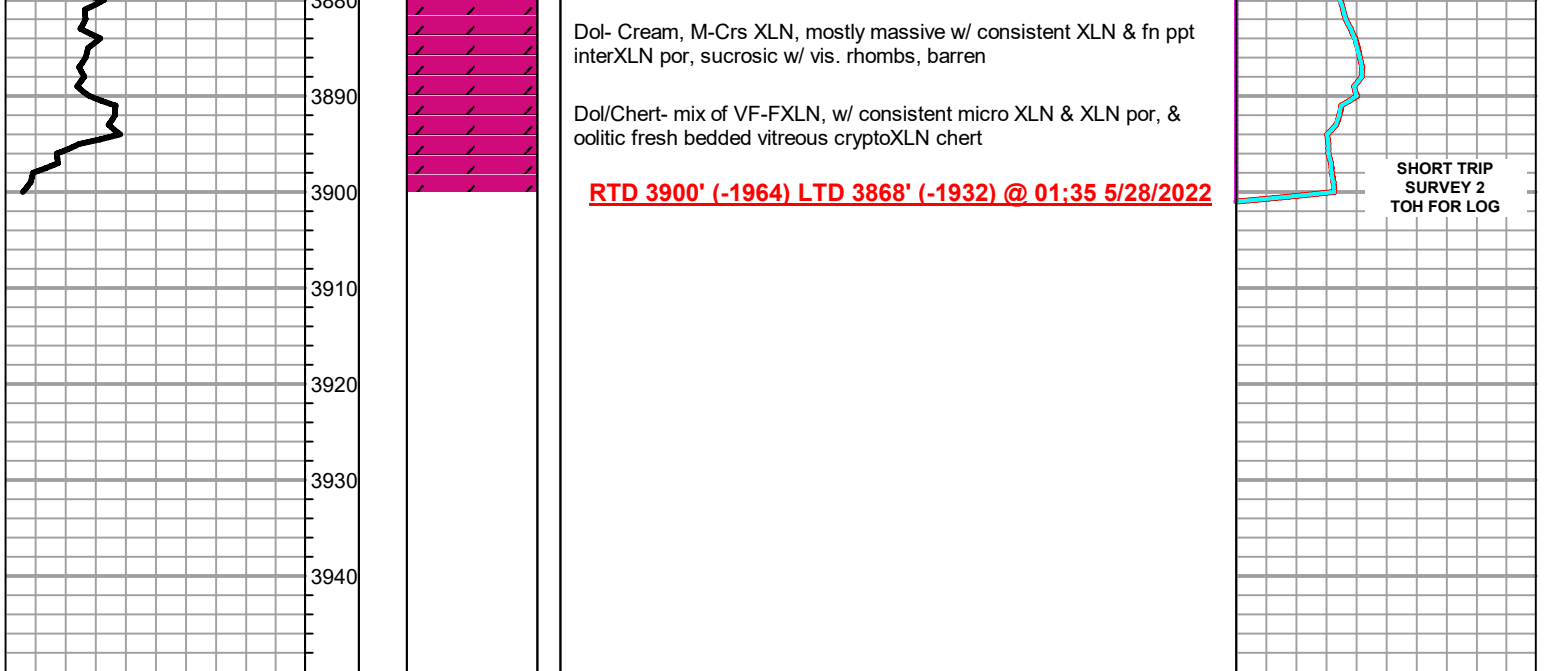 3880
Dol- Cream, M-Crs XLN, mostly massive w/ consistent XLN & fn ppt
interXLN por, sucrosic w/ vis. rhombs, barren
3890
Dol/Chert- mix of VF-FXLN, w/ consistent micro XLN & XLN por, &
oolitic fresh bedded vitreous cryptoXLN chert
3900
RTD 3900' (-1964) LTD 3868' (-1932) @ 01;35 5/28/2022
SHORT TRIP
SURVEY 2
TOH FOR LOG
3910
3920
3930
3940